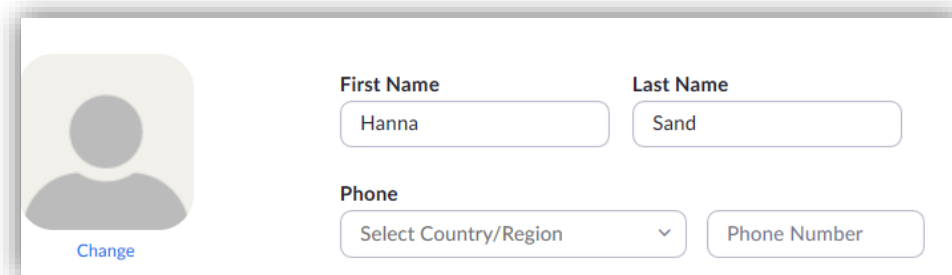 First Name Last Name
Hanna Sand
Phone
Select Country/Region Phone Number
Change